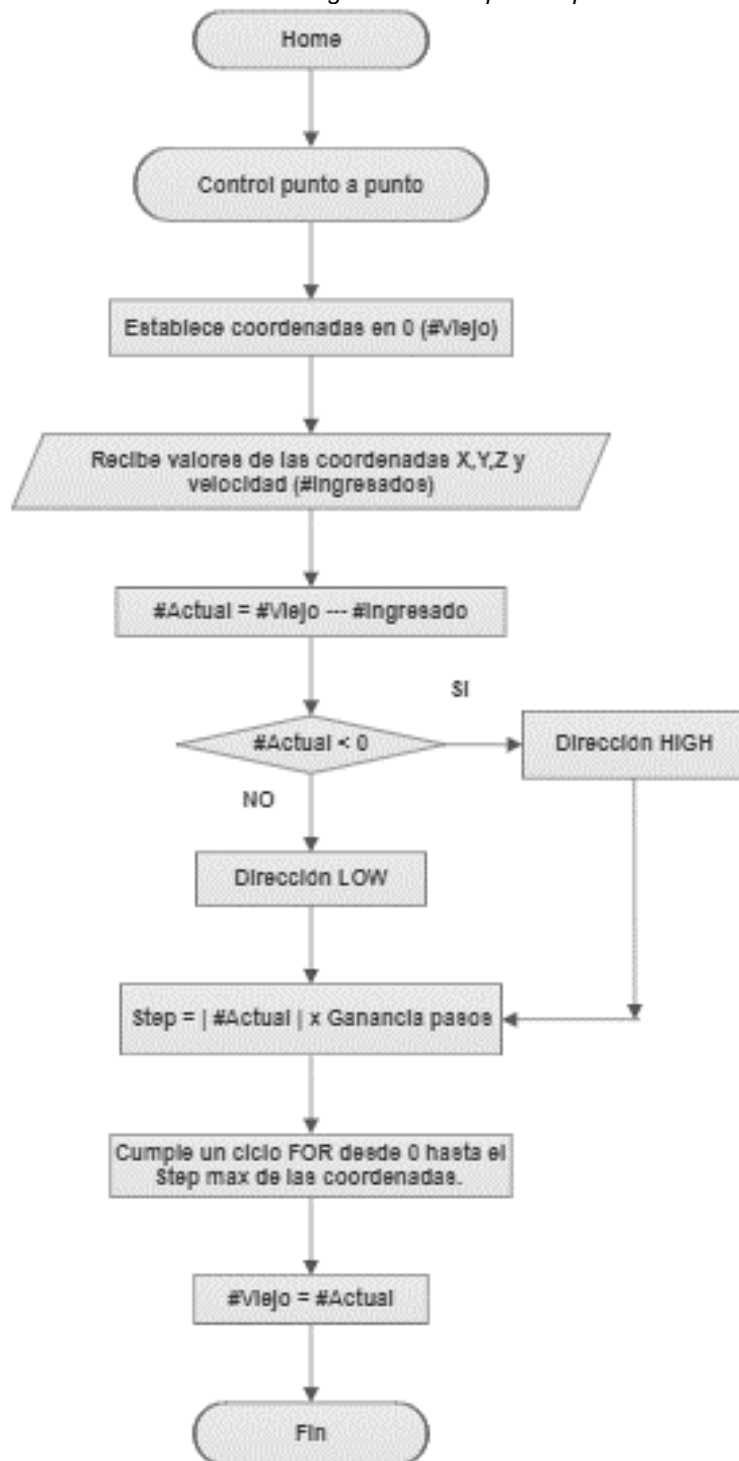 Home
Control punto a punto
Establece coordenadas en 0 (#Viejo)
Recibe valores de las coordenadas X,Y,Z y
velocidad (#Ingresados)
#Actual = #Viejo --- #Ingresado
SI
#Actual < 0
Dirección HIGH
NO
Dirección LOW
Step = | #Actual | x Ganancia pasos
Cumple un ciclo FOR desde 0 hasta el
Step max de las coordenadas.
#Viejo = #Actual
Fin